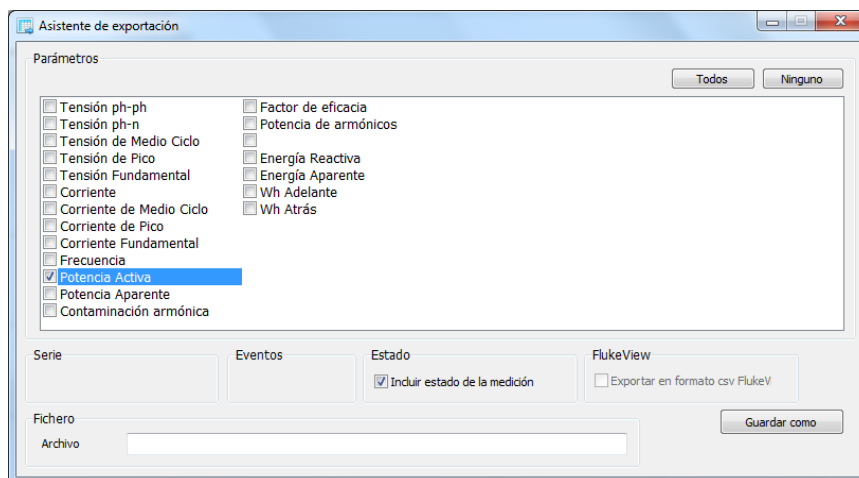 Asistente de exportación
Parámetros
Todos Ninguno
Tensión ph-ph Factor de eficacia
Tensión ph-n Potencia de armónicos
Tensión de Medio Ciclo
Tensión de Pico Energía Reactiva
Tensión Fundamental Energía Aparente
Corriente Wh Adelante
Corriente de Medio Ciclo Wh Atrás
Corriente de Pico
Corriente Fundamental
Frecuencia
Potencia Activa
Potencia Aparente
Contaminación armónica
Serie Eventos Estado FlukeView
Incluir estado de la medición Exportar en formato csv FlukeV
Fichero
Archivo
Guardar como